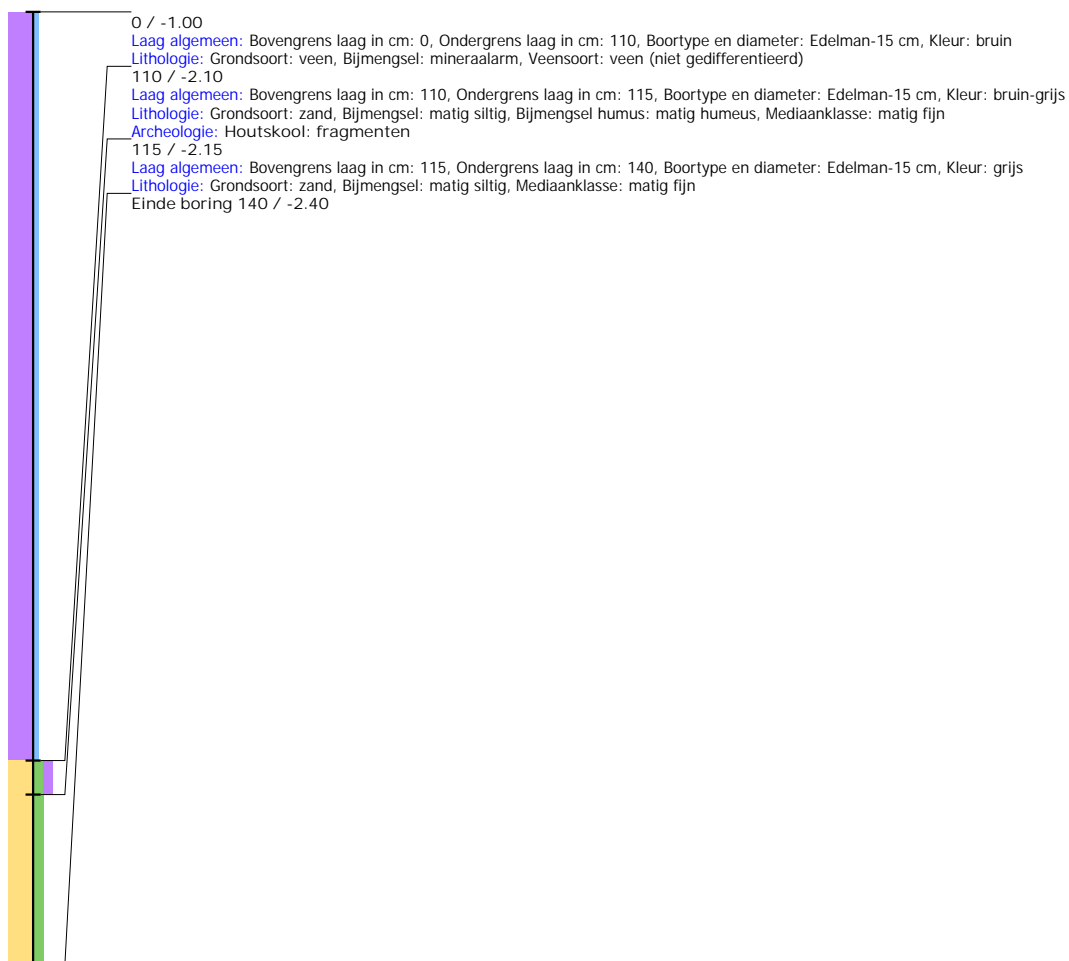 0 / -1.00
Laag algemeen: Bovengrens laag in cm: 0, Ondergrens laag in cm: 110, Boortype en diameter: Edelman-15 cm, Kleur: bruin
Lithologie: Grondsoort: veen, Bijmengsel: mineraalarm, Veensoort: veen (niet gedifferentieerd)
110 / -2.10
Laag algemeen: Bovengrens laag in cm: 110, Ondergrens laag in cm: 115, Boortype en diameter: Edelman-15 cm, Kleur: bruin-grijs
Lithologie: Grondsoort: zand, Bijmengsel: matig siltig, Bijmengsel humus: matig humeus, Mediaanklasse: matig fijn
Archeologie: Houtskool: fragmenten
115 / -2.15
Laag algemeen: Bovengrens laag in cm: 115, Ondergrens laag in cm: 140, Boortype en diameter: Edelman-15 cm, Kleur: grijs
Lithologie: Grondsoort: zand, Bijmengsel: matig siltig, Mediaanklasse: matig fijn
Einde boring 140 / -2.40